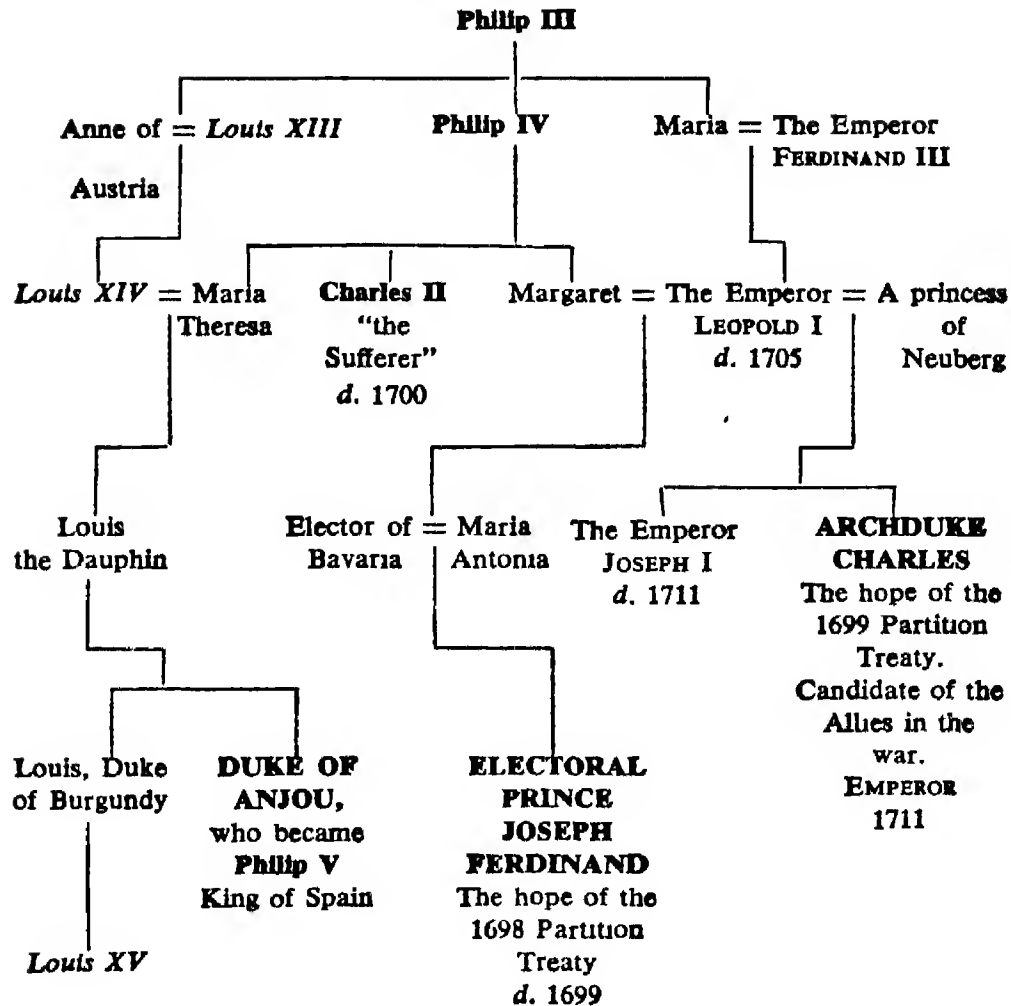 Philip III
Anne of = Louis XIII
Austria
Philip IV
Maria = The Emperor
FERDINAND III
Louis XIV = Maria
Theresa
Charles II
"the
Sufferer"
d. 1700
Margaret = The Emperor = A princess
LEOPOLD I
d. 1705
of
Neuberg
Louis
the Dauphin
Elector of = Maria
Bavaria Antonia
The Emperor
JOSEPH I
d. 1711
ARCHDUKE
CHARLES
The hope of the
1699 Partition
Treaty.
Candidate of the
Allies in the
war.
EMPEROR
1711
Louis, Duke
of Burgundy
DUKE OF
ANJOU,
who became
Philip V
King of Spain
ELECTORAL
PRINCE
JOSEPH
FERDINAND
The hope of the
1698 Partition
Treaty
d. 1699
Louis XV